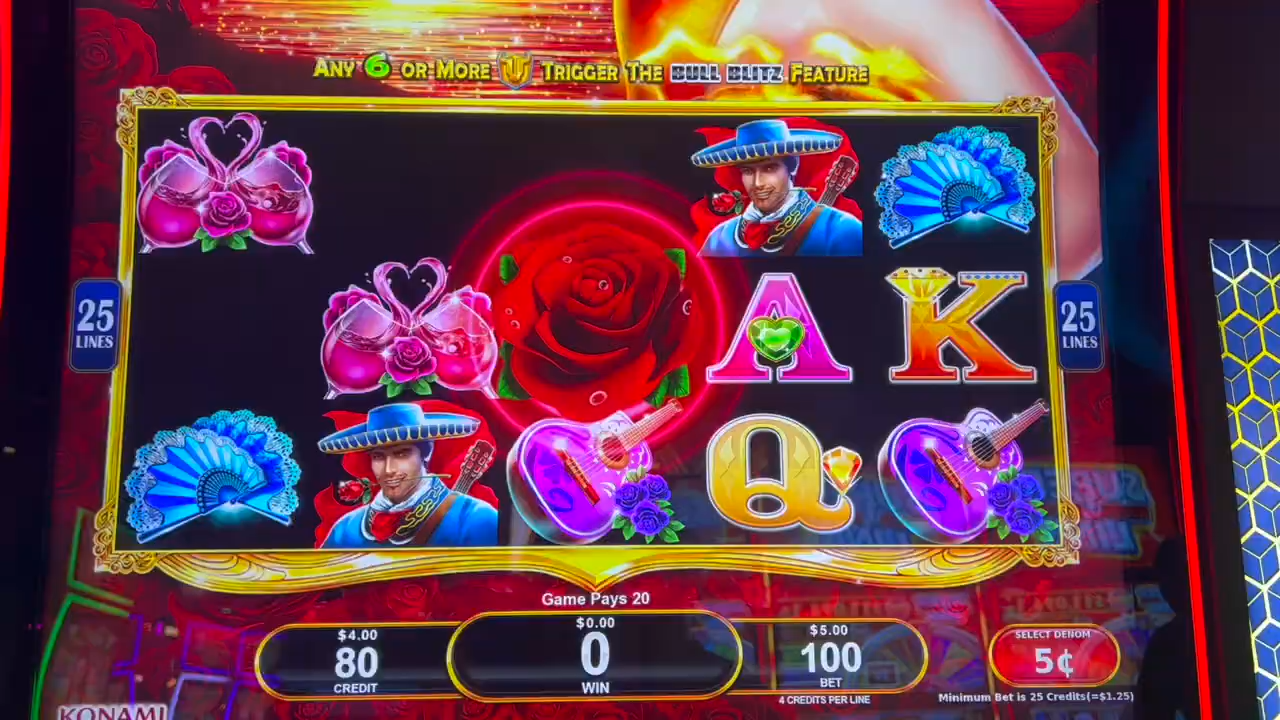 ANY 6 OR MORE TRIGGER THE BULL BLITZ FEATURE
25
LINES
25
LINES
A
K
Q
Game Pays 20
$4.00
80
CREDIT
$0.00
0
WIN
$5.00
100
BET
4 CREDITS PER LINE
SELECT DENOM
5¢
Minimum Bet is 25 Credits(=$1.25)
KONAMI